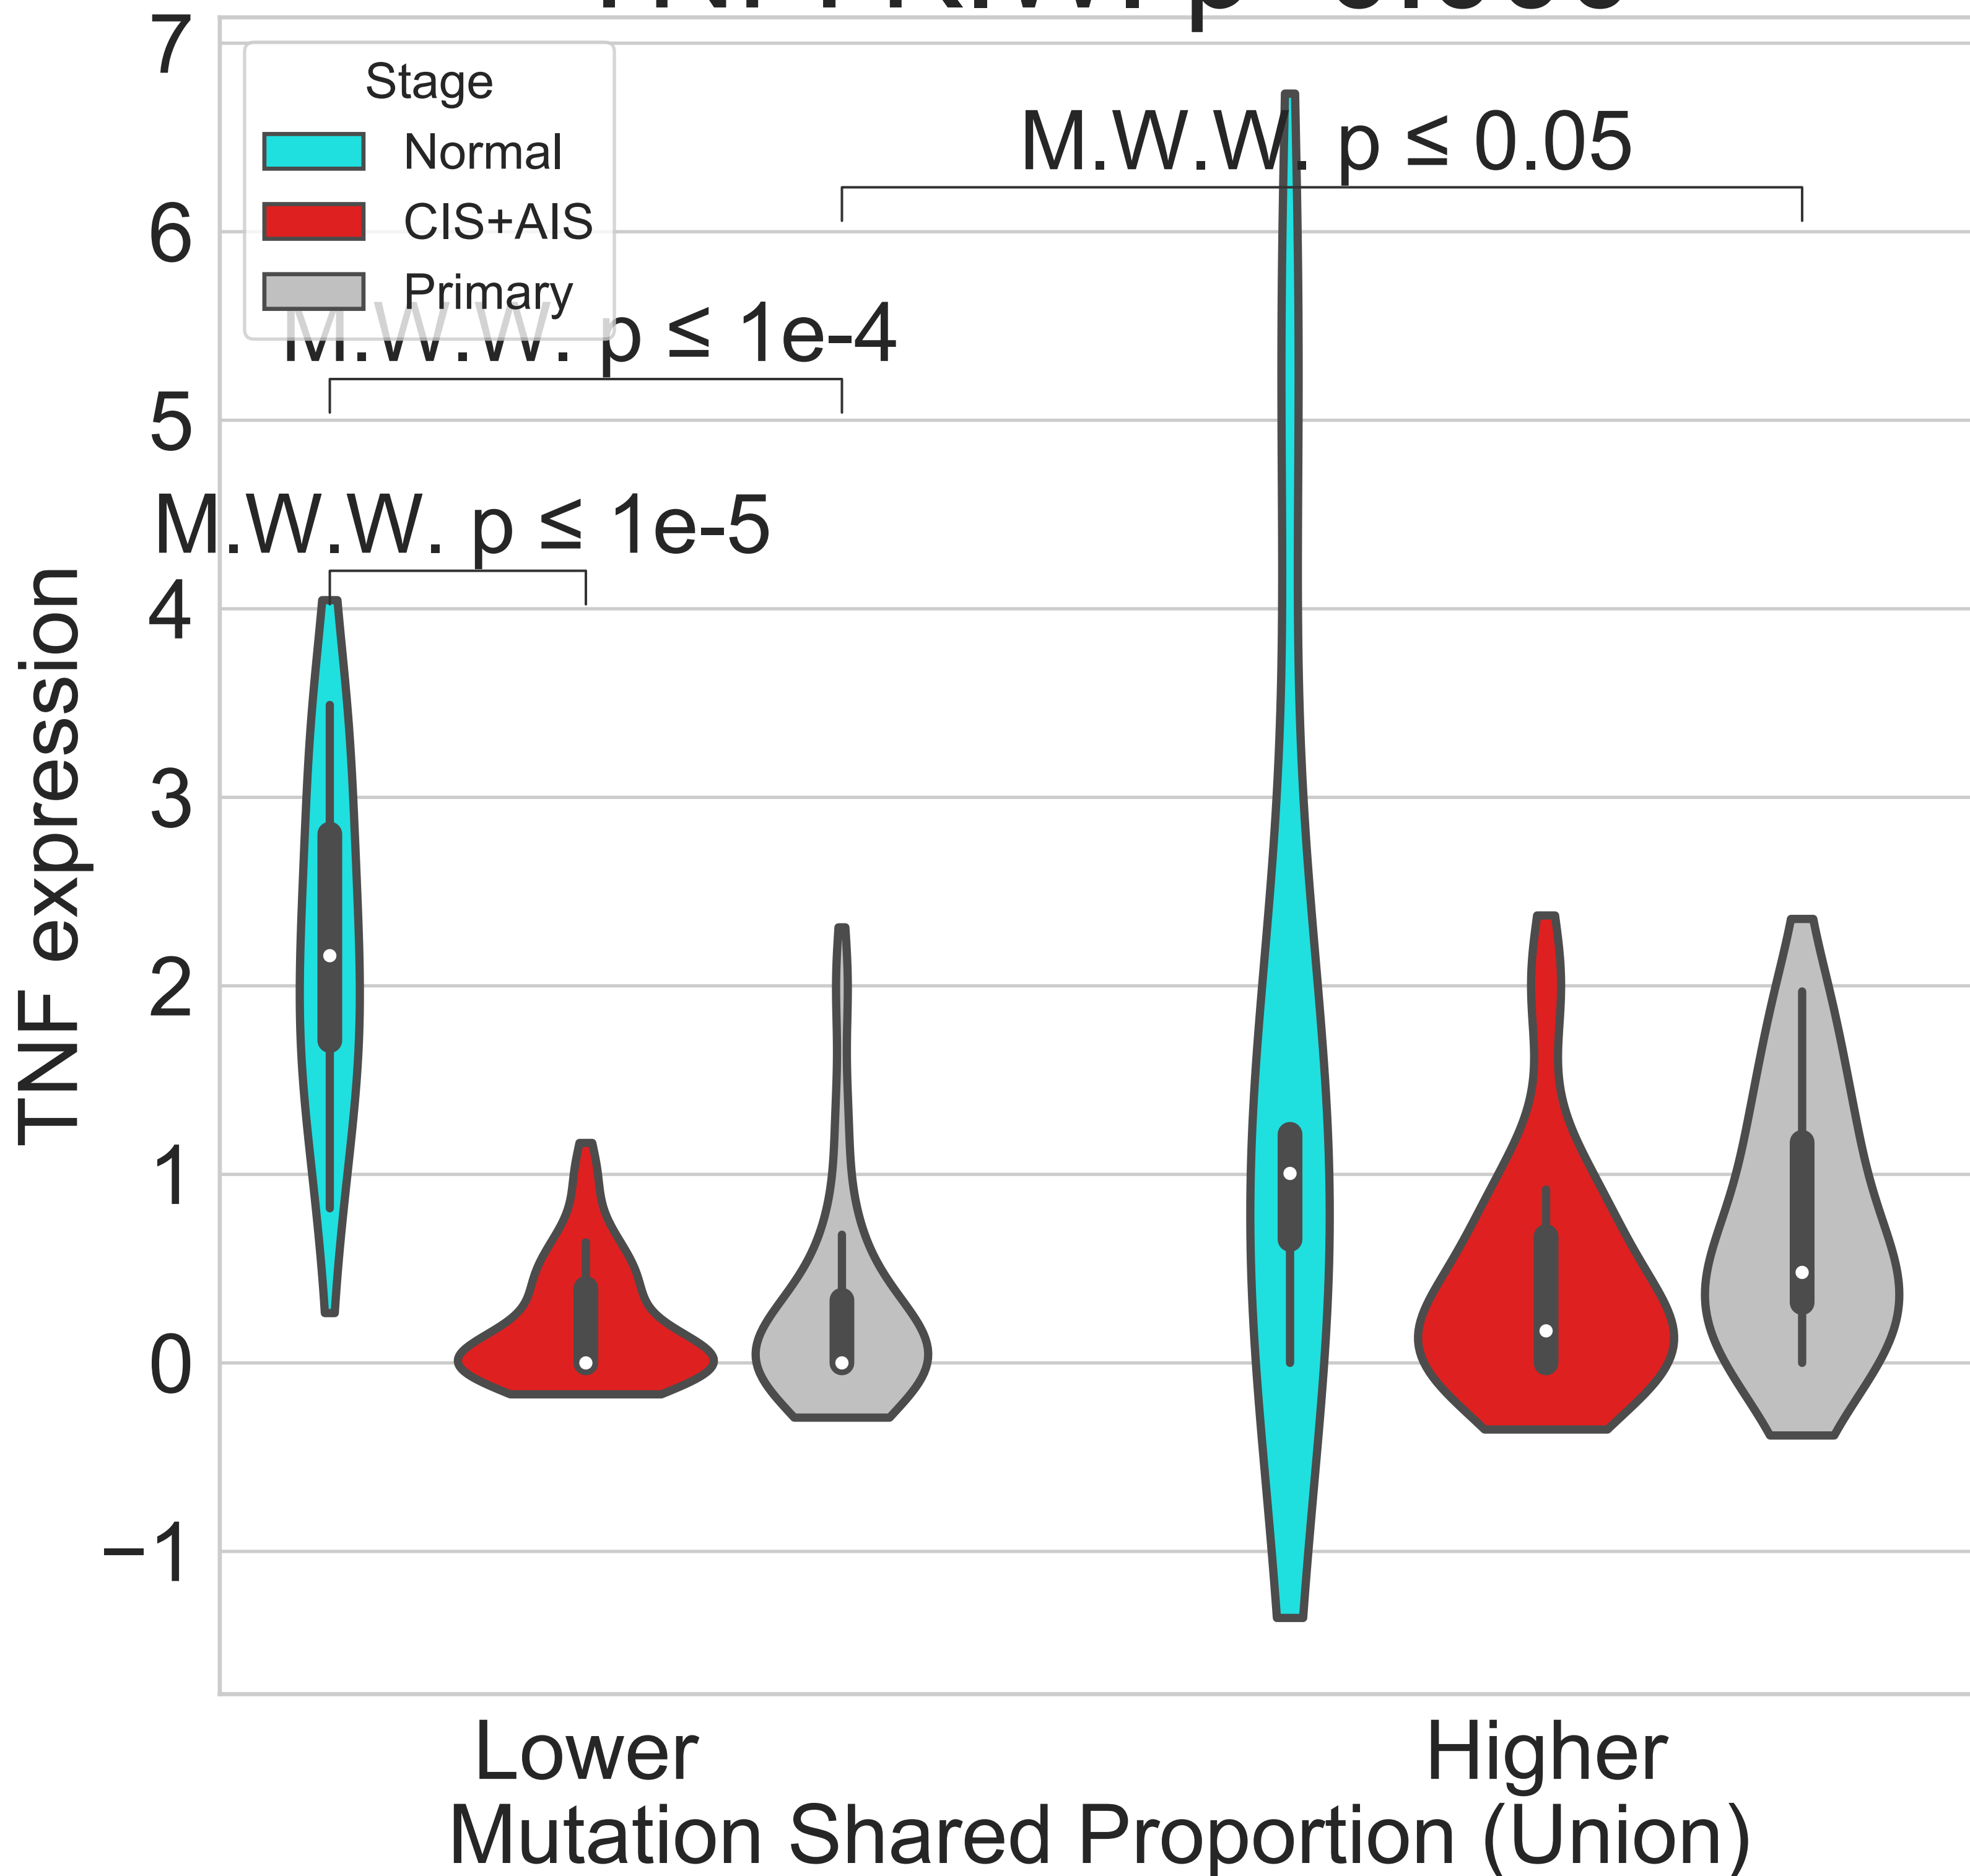 7
Stage
Normal
CIS+AIS
Primary
M.W.W. p ≤ 0.05
6
M.W.W. p ≤ 1e-4
5
M.W.W. p ≤ 1e-5
4
3
2
1
0
−1
TNF expression
Lower
Higher
Mutation Shared Proportion (Union)